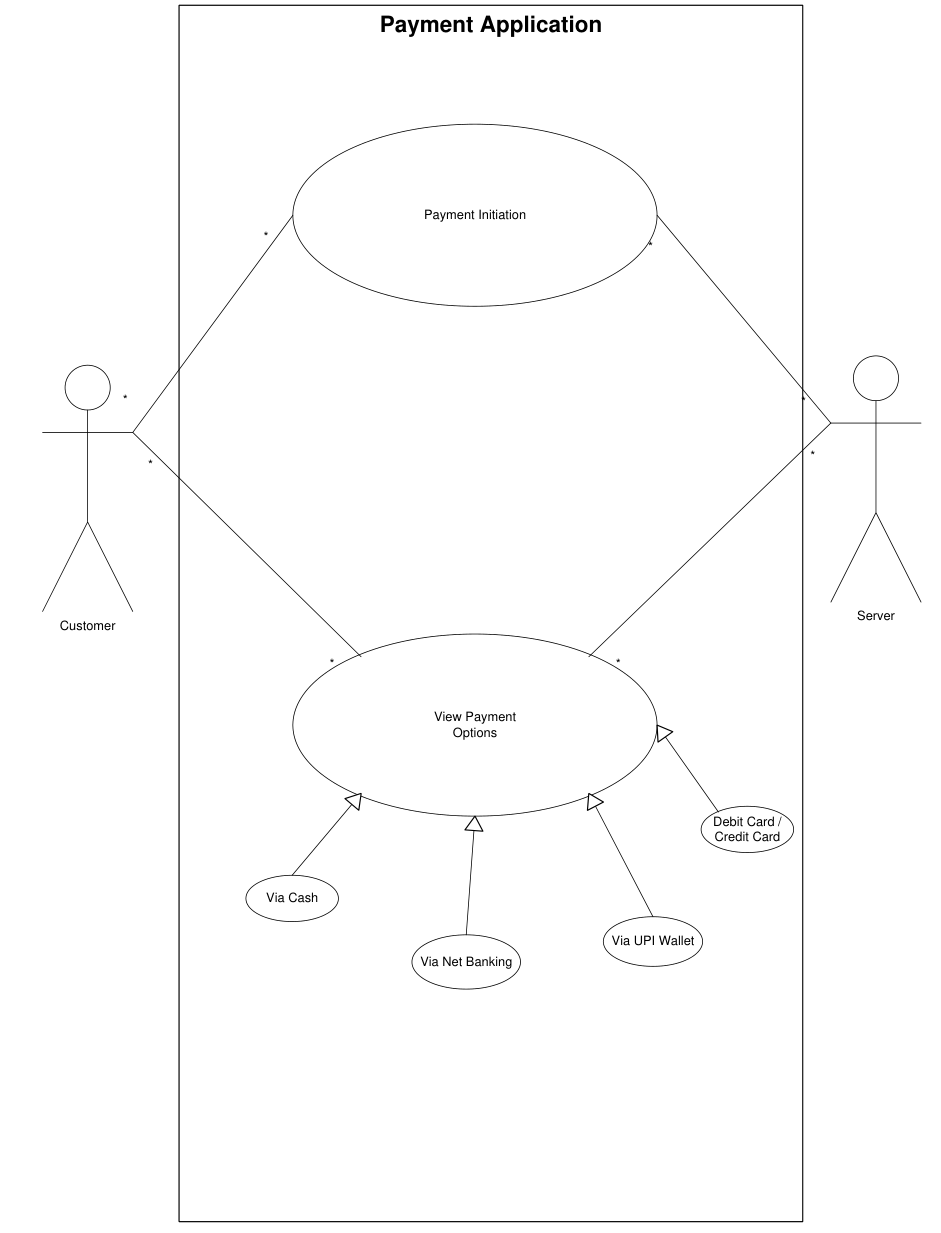 Payment Application
Payment Initiation
*
*
*
*
*
*
Customer
Server
*
*
View Payment
Options
Debit Card /
Credit Card
Via Cash
Via UPI Wallet
Via Net Banking